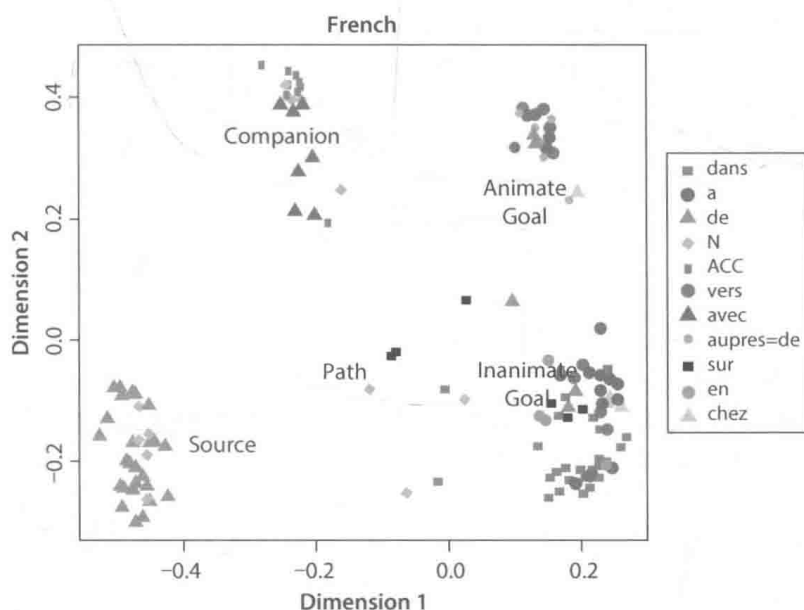 French
Dimension 2
0.4
0.2
0.0
−0.2
Companion
Animate
Goal
Path
Inanimate
Goal
Source
−0.4
−0.2
0.0
0.2
Dimension 1
dans
a
de
N
ACC
vers
avec
aupres=de
sur
en
chez